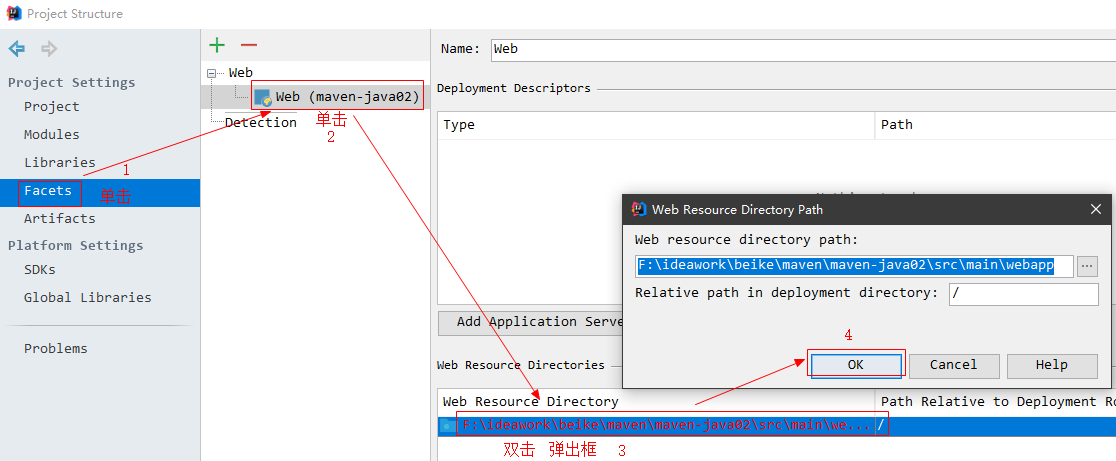 Project Structure
Project Settings
Project
Modules
Libraries
1
Facets
单击
Artifacts
Platform Settings
SDKs
Global Libraries
Problems
Web
Web (maven-java02)
Detection
单击
2
Name:
Web
Deployment Descriptors
Type
Path
Add Application Serve
Web Resource Directories
Web Resource Directory
Path Relative to Deployment Ro
F:\ideawork\beike\maven\maven-java02\src\main\we...
/
双击 弹出框 3
Web Resource Directory Path
Web resource directory path:
F:\ideawork\beike\maven\maven-java02\src\main\webapp
...
Relative path in deployment directory:
/
4
OK
Cancel
Help